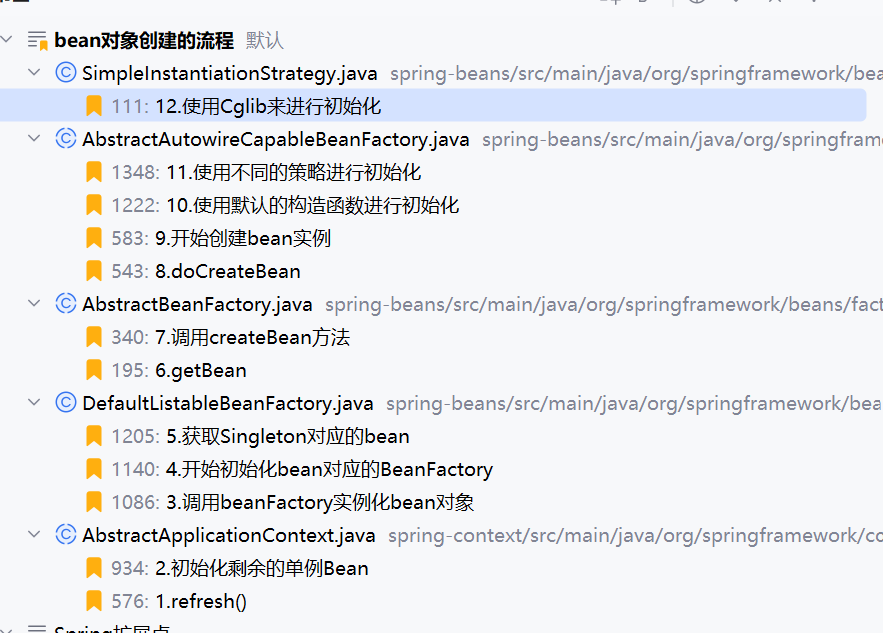 bean对象创建的流程 默认
SimpleInstantiationStrategy.java spring-beans/src/main/java/org/springframework/bea
111: 12.使用Cglib来进行初始化
AbstractAutowireCapableBeanFactory.java spring-beans/src/main/java/org/springfram
1348: 11.使用不同的策略进行初始化
1222: 10.使用默认的构造函数进行初始化
583: 9.开始创建bean实例
543: 8.doCreateBean
AbstractBeanFactory.java spring-beans/src/main/java/org/springframework/beans/fact
340: 7.调用createBean方法
195: 6.getBean
DefaultListableBeanFactory.java spring-beans/src/main/java/org/springframework/bea
1205: 5.获取Singleton对应的bean
1140: 4.开始初始化bean对应的BeanFactory
1086: 3.调用beanFactory实例化bean对象
AbstractApplicationContext.java spring-context/src/main/java/org/springframework/co
934: 2.初始化剩余的单例Bean
576: 1.refresh()
Spring扩展点